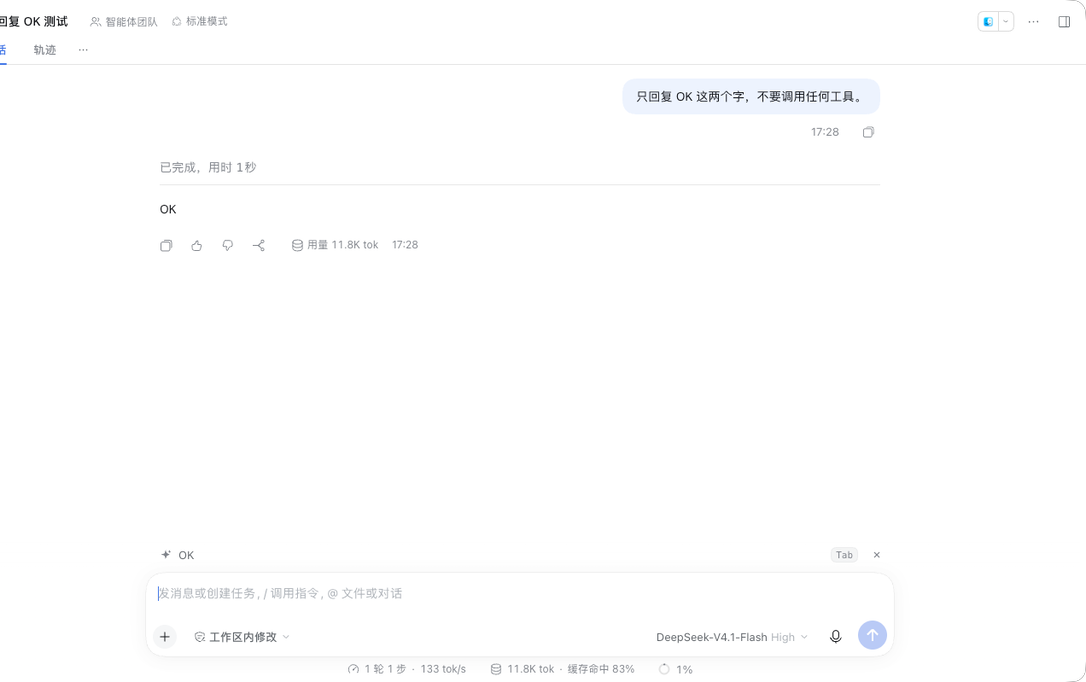 回复 OK 测试 智能体团队 标准模式
话 轨迹 ···
只回复 OK 这两个字，不要调用任何工具。
17:28
已完成，用时 1秒
OK
用量 11.8K tok 17:28
OK Tab
发消息或创建任务, / 调用指令, @ 文件或对话
工作区内修改 DeepSeek-V4.1-Flash High
1 轮 1 步 · 133 tok/s 11.8K tok · 缓存命中 83% 1%